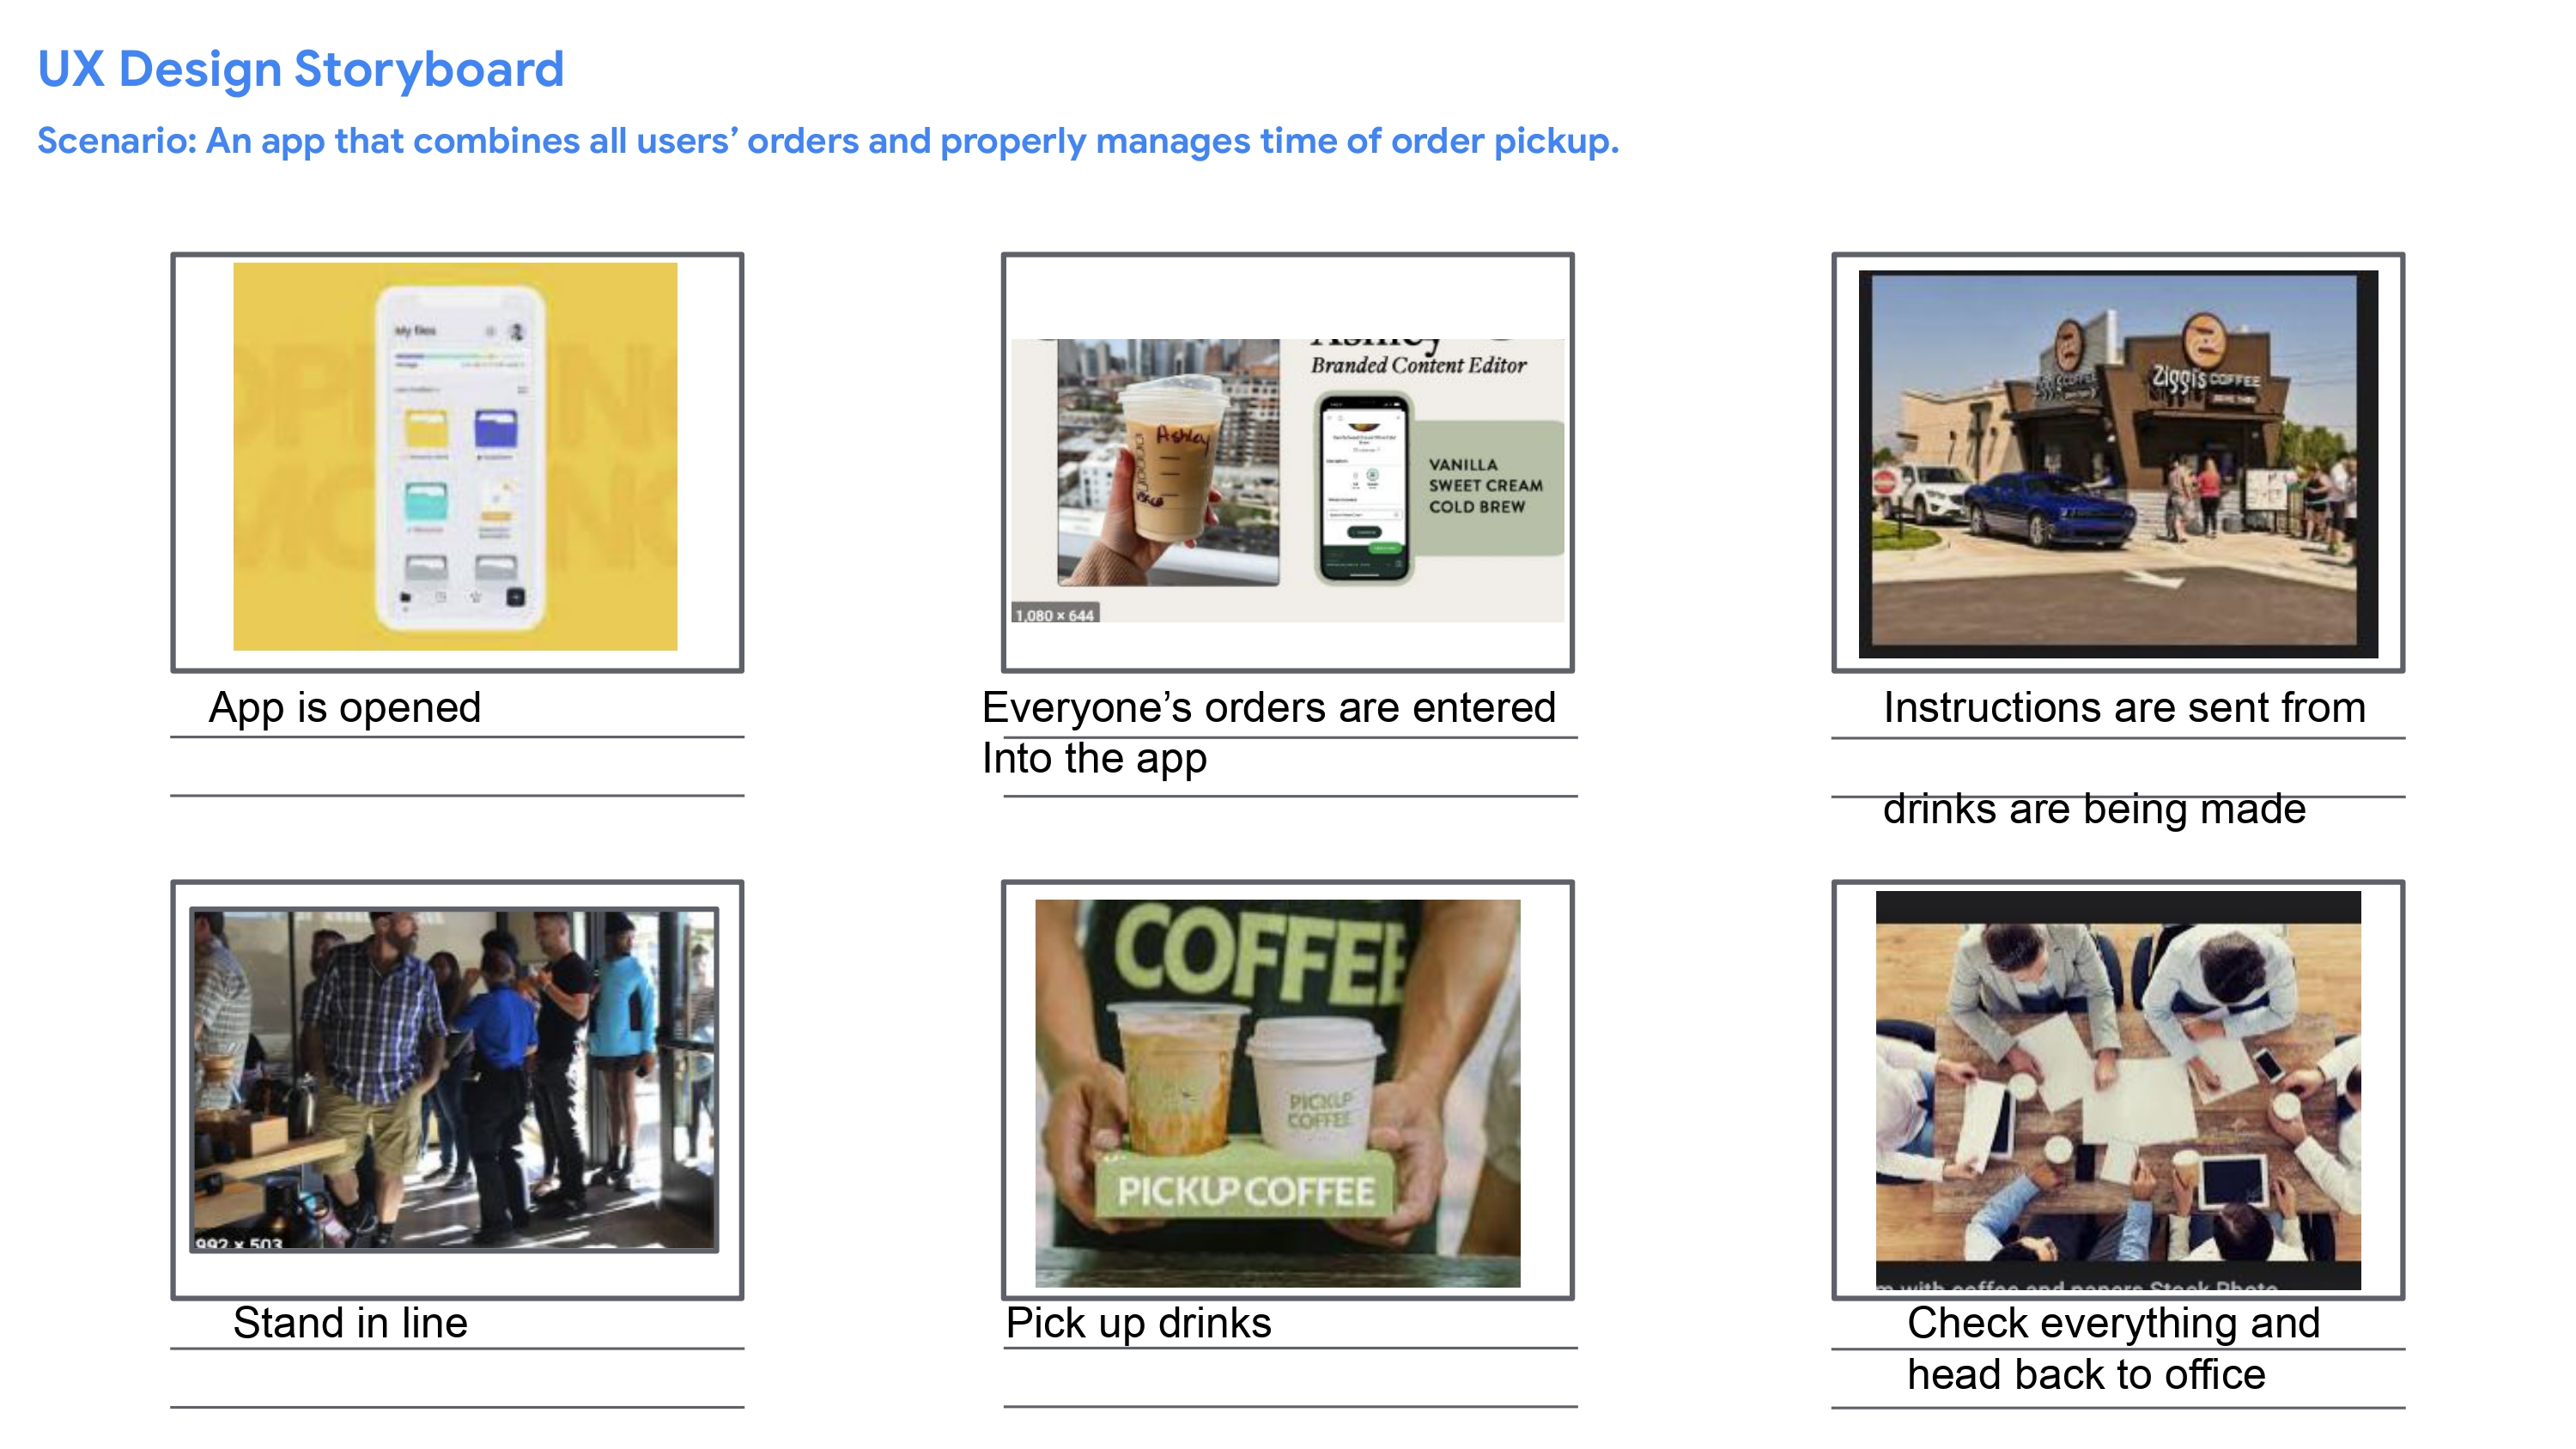 UX Design Storyboard
Scenario: An app that combines all users’ orders and properly manages time of order pickup.
My files
OPENING
Ashley
Branded Content Editor
Ashley
VANILLA
SWEET CREAM
COLD BREW
1,080 × 644
Ziggi's COFFEE
App is opened
Everyone’s orders are entered
Into the app
Instructions are sent from
drinks are being made
992 × 503
COFFEE
PICKUP
COFFEE
PICKUP COFFEE
with coffee and papers Stock Photo
Stand in line
Pick up drinks
Check everything and
head back to office